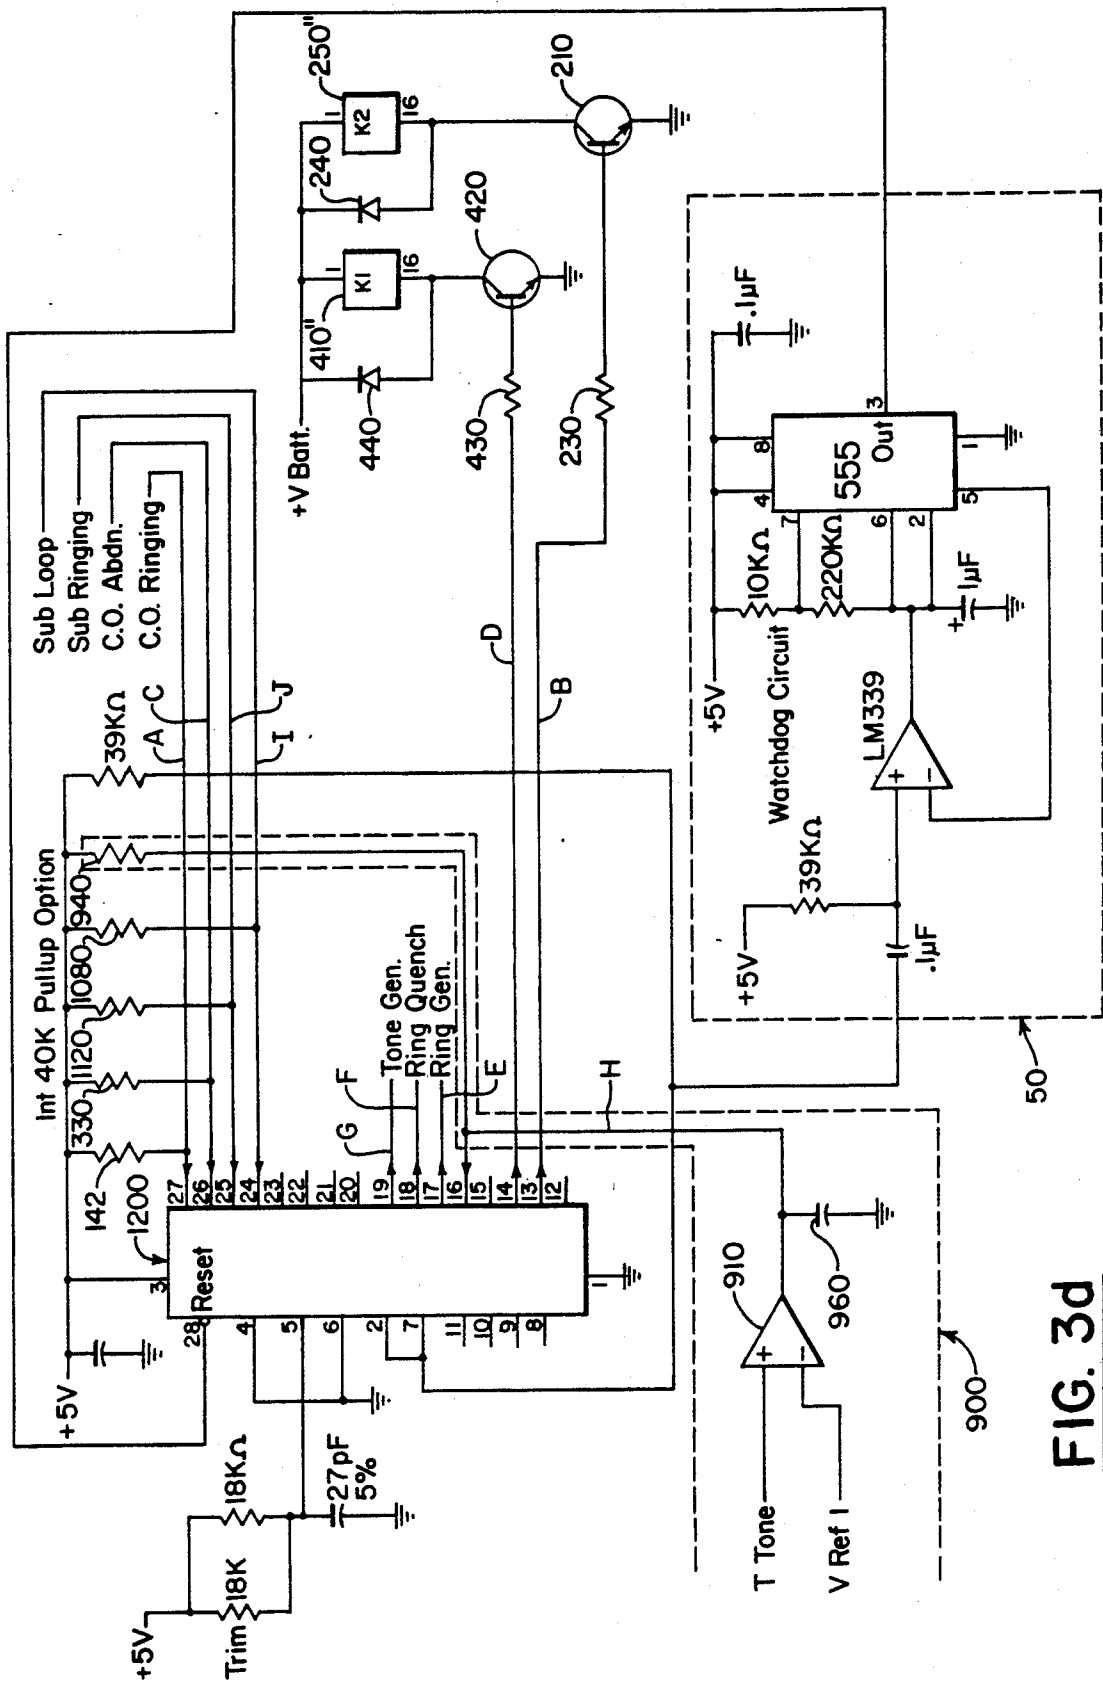 Sub Loop
Sub Ringing
C.O. Abdn.
C.O. Ringing
Int 40K Pullup Option
39KΩ
A
C
J
I
142
330
1120
1080
940
1200
+5V
3
28
Reset
4
5
6
2
7
11
10
9
8
1
27
26
25
24
23
22
21
20
19
18
17
16
15
14
13
12
Tone Gen.
Ring Quench
Ring Gen.
G
F
E
H
D
B
+5V
18KΩ
18K
Trim
27pF
5%
+V Batt.
1
K1
16
410"
440
1
K2
16
250"
240
420
210
430
230
T Tone
V Ref 1
+
−
910
960
900
+5V
39KΩ
.1µF
Watchdog Circuit
LM339
+
−
+5V
10KΩ
220KΩ
+
1µF
4
8
7
6
2
5
1
3
555
Out
.1µF
50
FIG. 3d